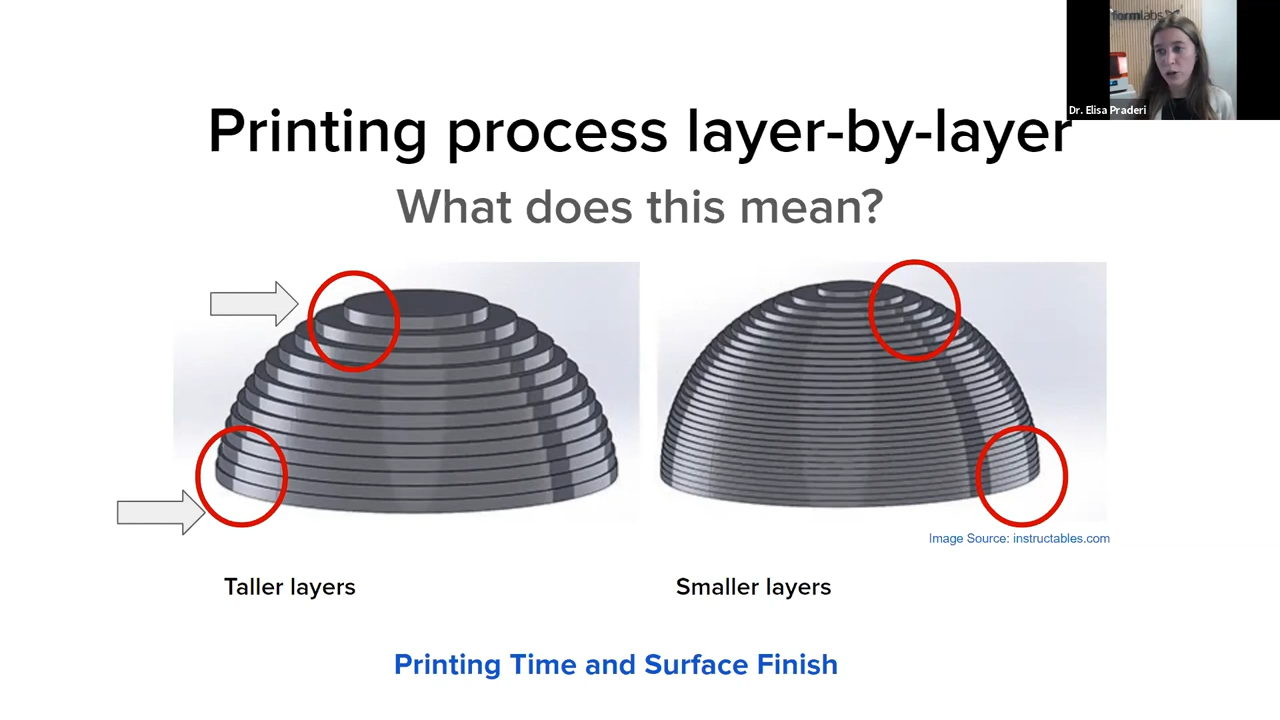 formlabs
Dr. Elisa Praderi
Printing process layer-by-layer
What does this mean?
Image Source: instructables.com
Taller layers
Smaller layers
Printing Time and Surface Finish